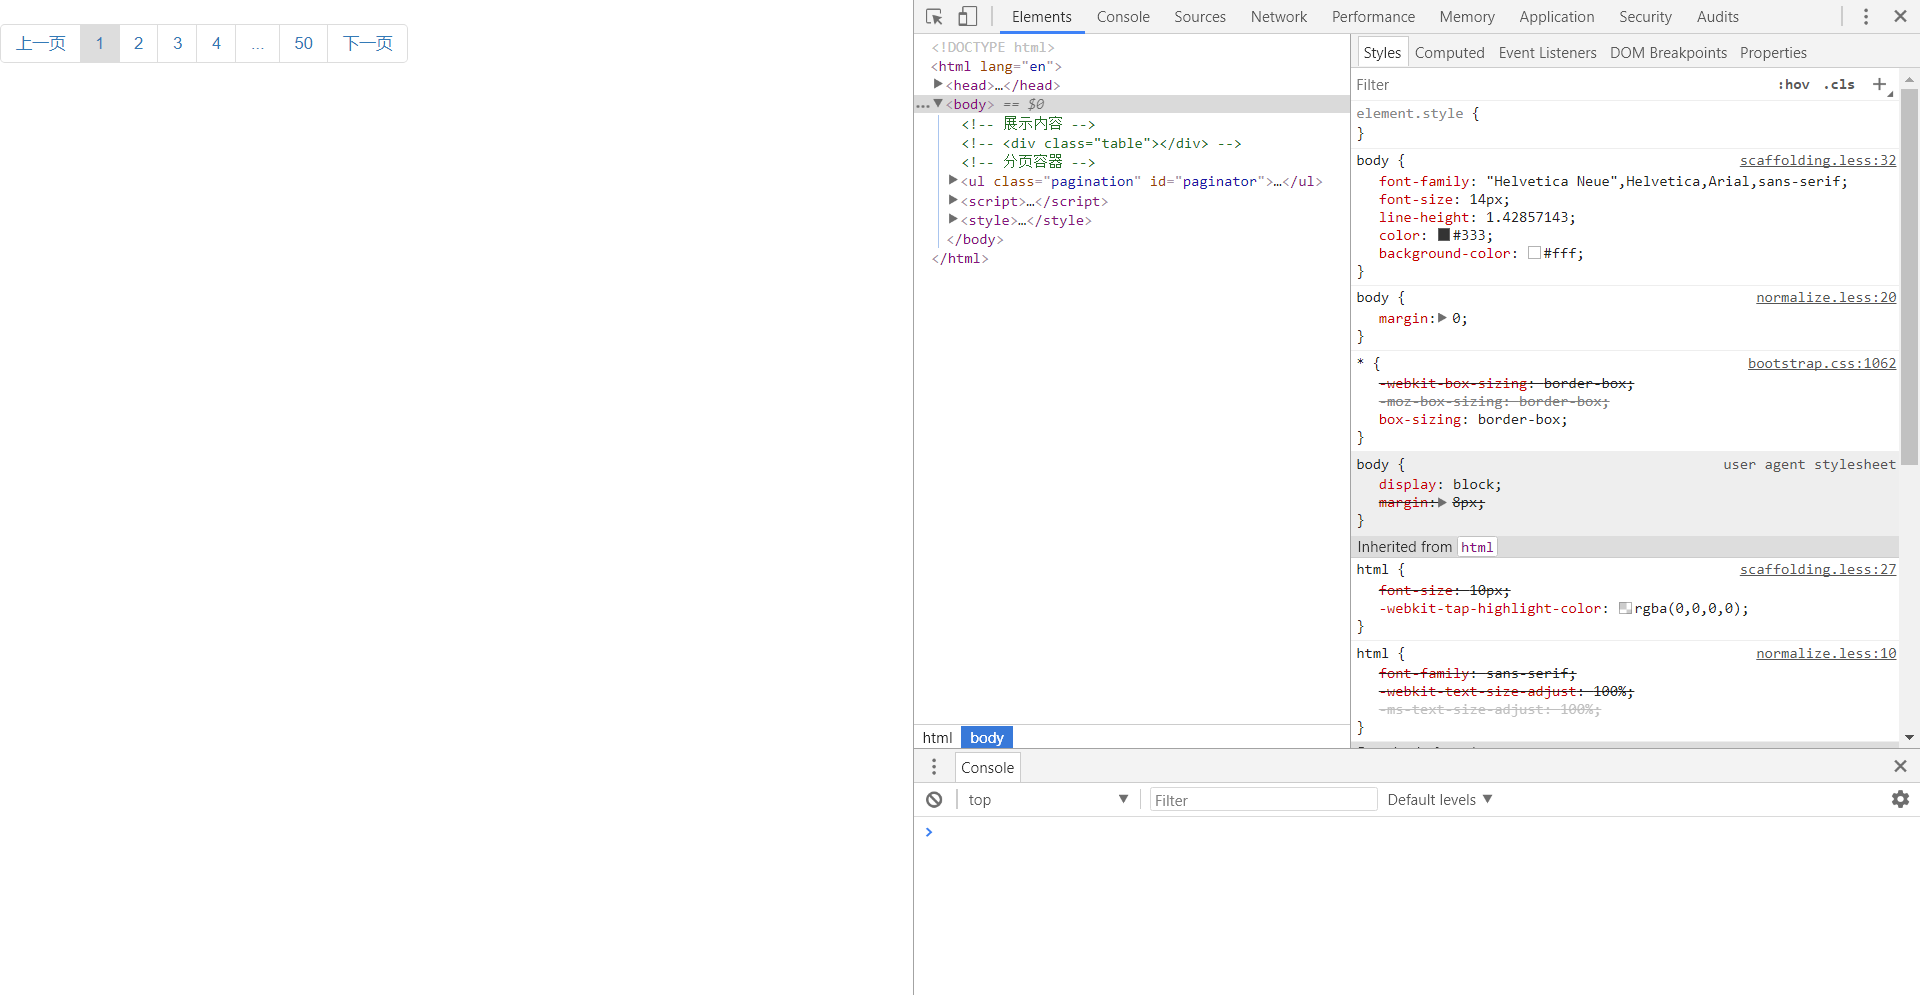 上一页 1 2 3 4 ... 50 下一页
Elements Console Sources Network Performance Memory Application Security Audits
<!DOCTYPE html>
<html lang="en">
<head>…</head>
<body> == $0
<!-- 展示内容 -->
<!-- <div class="table"></div> -->
<!-- 分页容器 -->
<ul class="pagination" id="paginator">…</ul>
<script>…</script>
<style>…</style>
</body>
</html>
html body
Styles Computed Event Listeners DOM Breakpoints Properties
Filter :hov .cls +
element.style {
}
body { scaffolding.less:32
font-family: "Helvetica Neue",Helvetica,Arial,sans-serif;
font-size: 14px;
line-height: 1.42857143;
color: #333;
background-color: #fff;
}
body { normalize.less:20
margin: 0;
}
* { bootstrap.css:1062
-webkit-box-sizing: border-box;
-moz-box-sizing: border-box;
box-sizing: border-box;
}
body { user agent stylesheet
display: block;
margin: 8px;
}
Inherited from html
html { scaffolding.less:27
font-size: 10px;
-webkit-tap-highlight-color: rgba(0,0,0,0);
}
html { normalize.less:10
font-family: sans-serif;
-webkit-text-size-adjust: 100%;
-ms-text-size-adjust: 100%;
}
Console
top Filter Default levels